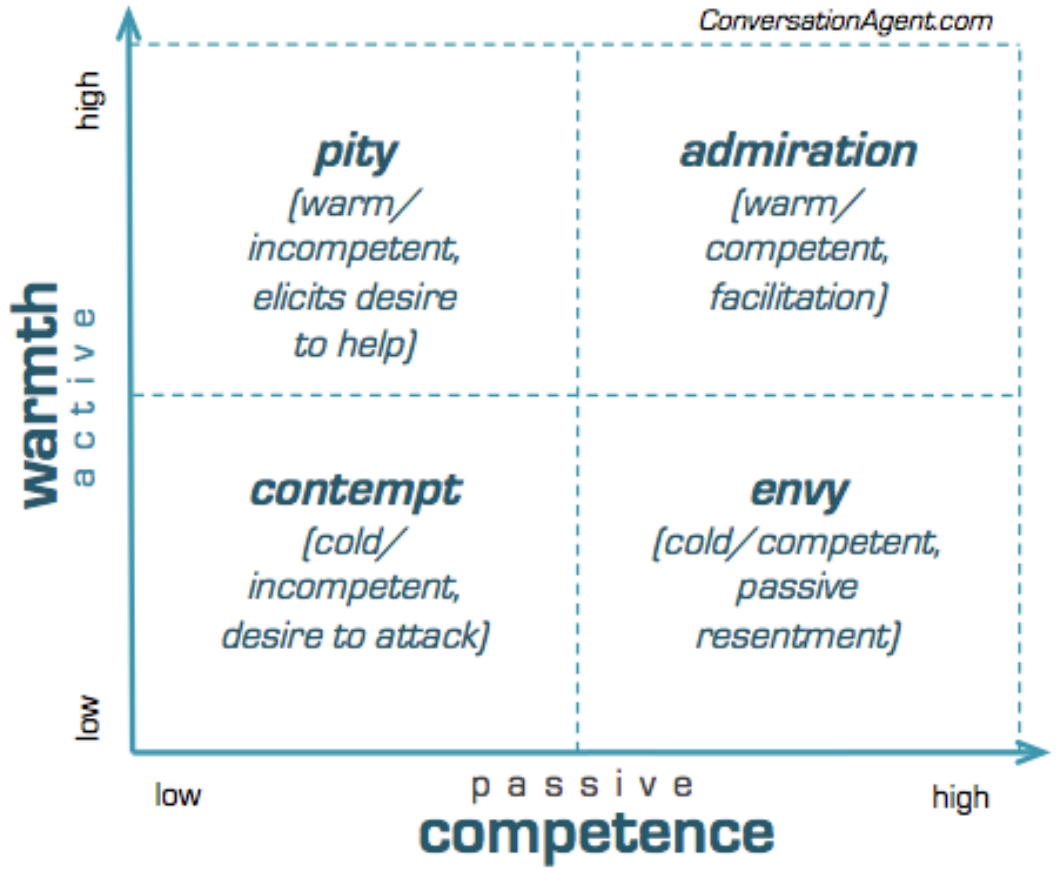 ConversationAgent.com
high
pity
(warm/
incompetent,
elicits desire
to help)
admiration
(warm/
competent,
facilitation)
warmth
active
contempt
(cold/
incompetent,
desire to attack)
envy
(cold/competent,
passive
resentment)
low
low
passive
high
competence